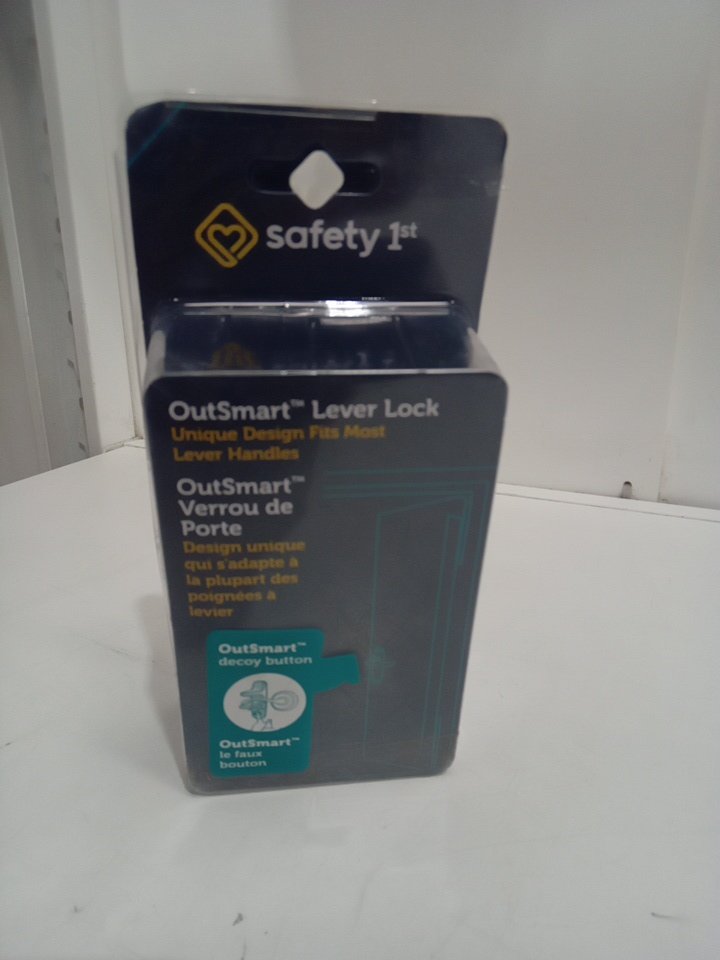 safety 1st
OutSmart™ Lever Lock
Unique Design Fits Most
Lever Handles
OutSmart™
Verrou de
Porte
Design unique
qui s'adapte à
la plupart des
poignées à
levier
OutSmart™
decoy button
OutSmart™
le faux
bouton